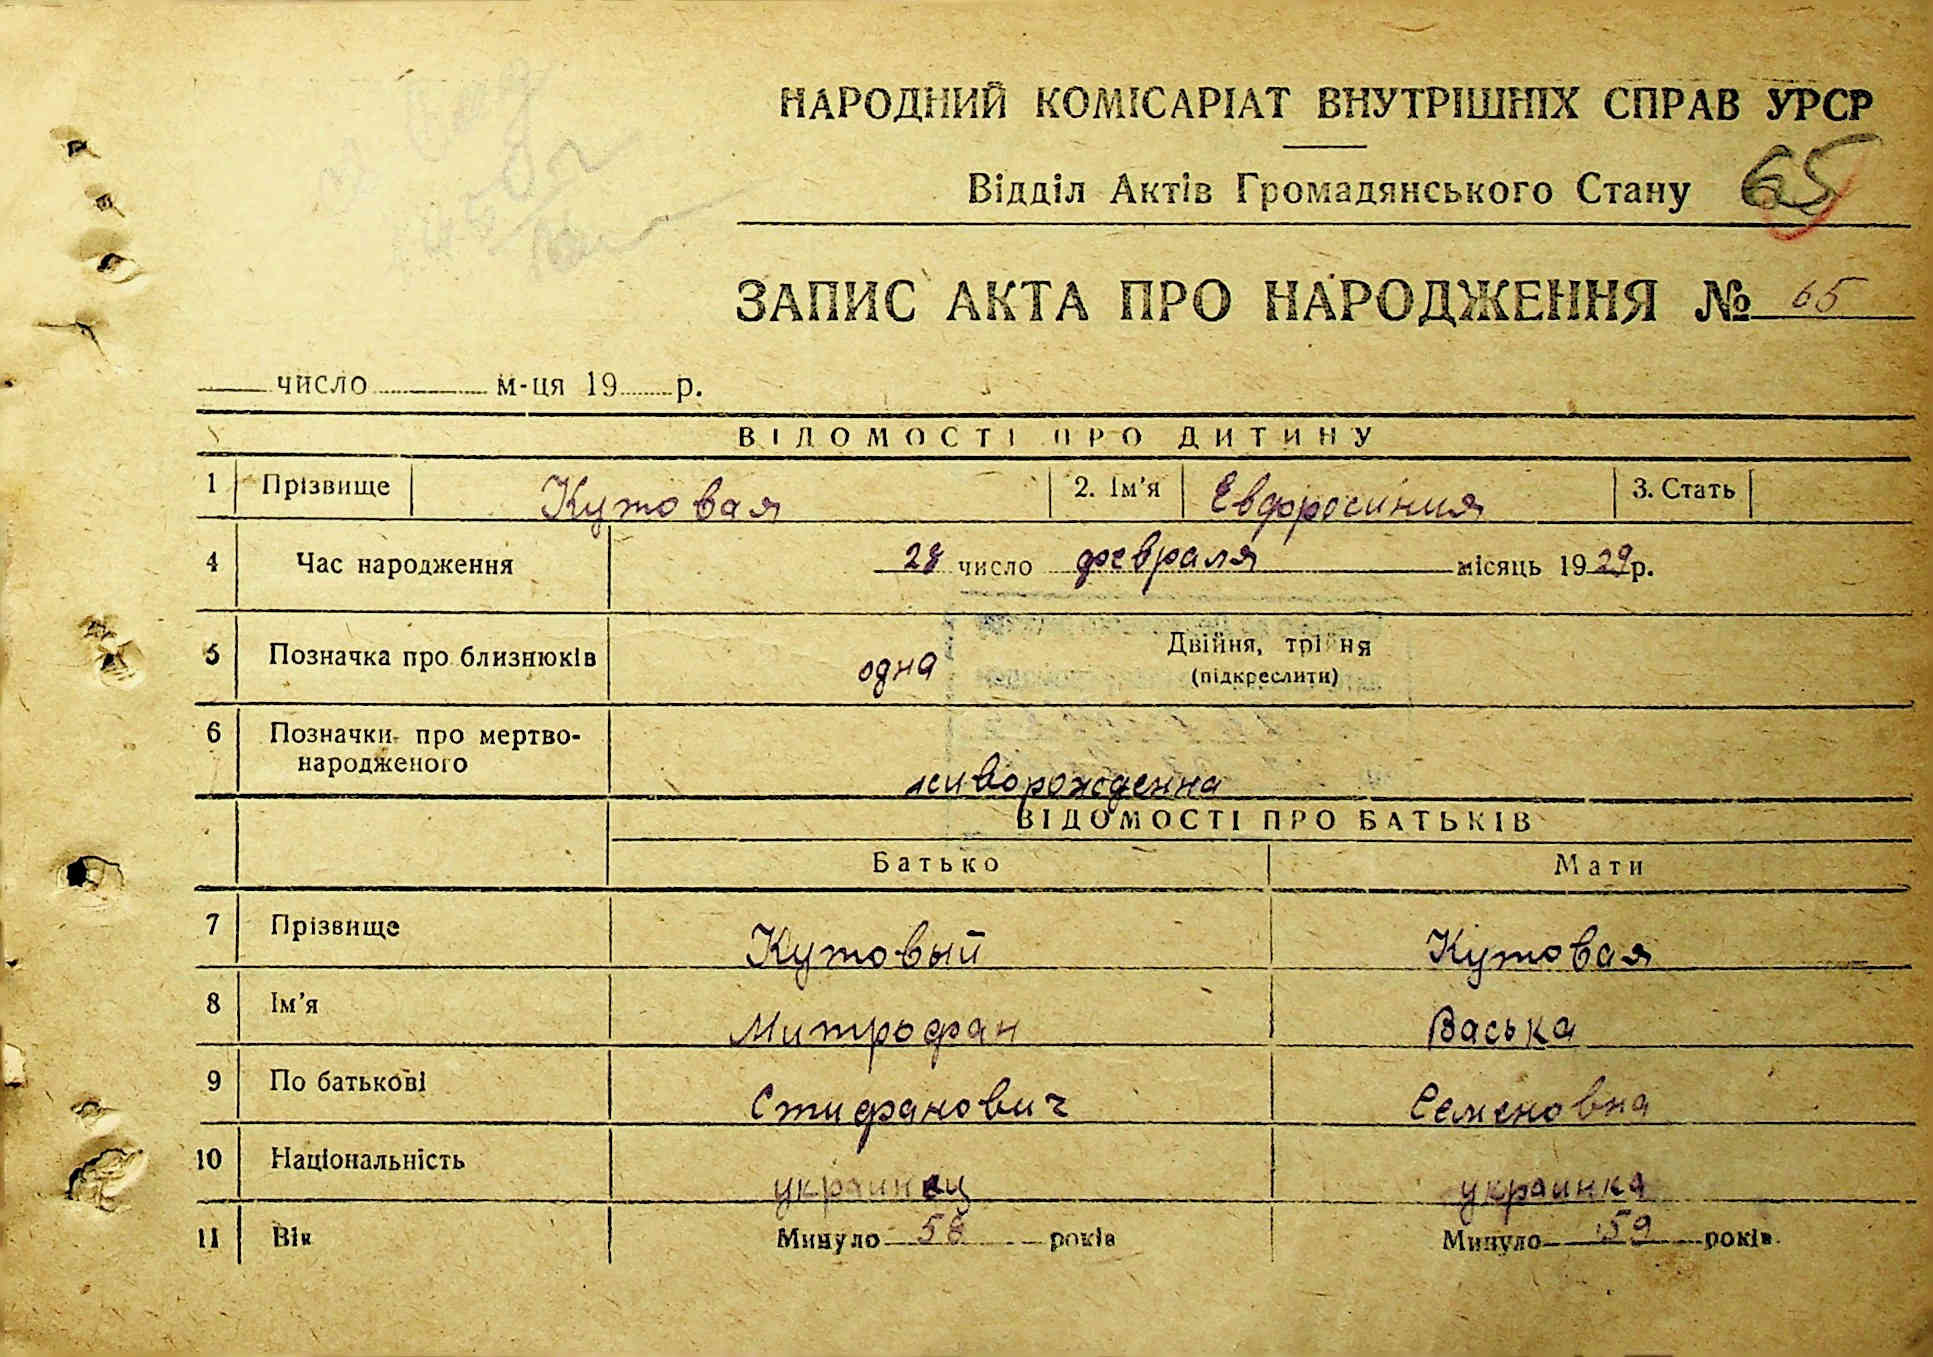 НАРОДНИЙ КОМІСАРІАТ ВНУТРІШНІХ СПРАВ УРСР
Відділ Актів Громадянського Стану 65
ЗАПИС АКТА ПРО НАРОДЖЕННЯ № 65
число м-ця 19 р.
ВІДОМОСТІ ПРО ДИТИНУ
1 Прізвище Кутовая 2. Ім'я Евфросиния 3. Стать
4 Час народження 28 число февраля місяць 1929 р.
5 Позначка про близнюків одна Двійня, трійня
(підкреслити)
6 Позначки про мертво-
народженого живорожденна
ВІДОМОСТІ ПРО БАТЬКІВ
Батько Мати
7 Прізвище Кутовый Кутовая
8 Ім'я Митрофан Васька
9 По батькові Стифанович Семеновна
10 Національність украинец украинка
11 Вік Минуло 58 років Минуло 59 років